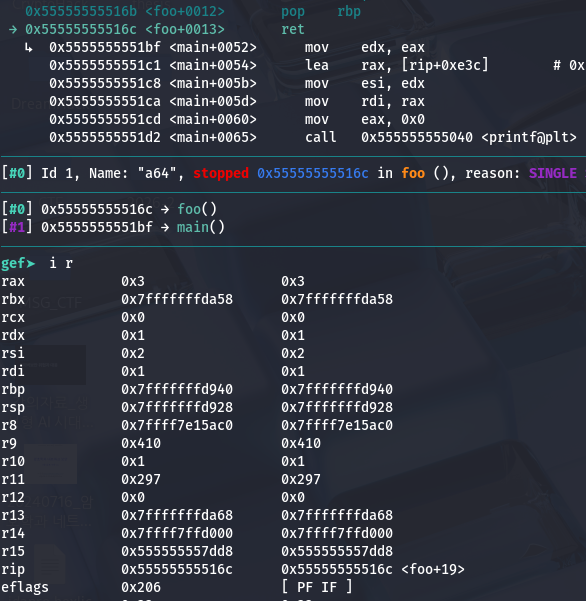 0x55555555516b <foo+0012> pop rbp
→ 0x55555555516c <foo+0013> ret
↳ 0x5555555551bf <main+0052> mov edx, eax
0x5555555551c1 <main+0054> lea rax, [rip+0xe3c] # 0x
0x5555555551c8 <main+005b> mov esi, edx
0x5555555551ca <main+005d> mov rdi, rax
0x5555555551cd <main+0060> mov eax, 0x0
0x5555555551d2 <main+0065> call 0x555555555040 <printf@plt>
[#0] Id 1, Name: "a64", stopped 0x55555555516c in foo (), reason: SINGLE
[#0] 0x55555555516c → foo()
[#1] 0x5555555551bf → main()
gef➤ i r
rax 0x3 0x3
rbx 0x7fffffffda58 0x7fffffffda58
rcx 0x0 0x0
rdx 0x1 0x1
rsi 0x2 0x2
rdi 0x1 0x1
rbp 0x7fffffffd940 0x7fffffffd940
rsp 0x7fffffffd928 0x7fffffffd928
r8 0x7ffff7e15ac0 0x7ffff7e15ac0
r9 0x410 0x410
r10 0x1 0x1
r11 0x297 0x297
r12 0x0 0x0
r13 0x7fffffffda68 0x7fffffffda68
r14 0x7ffff7ffd000 0x7ffff7ffd000
r15 0x555555557dd8 0x555555557dd8
rip 0x55555555516c 0x55555555516c <foo+19>
eflags 0x206 [ PF IF ]